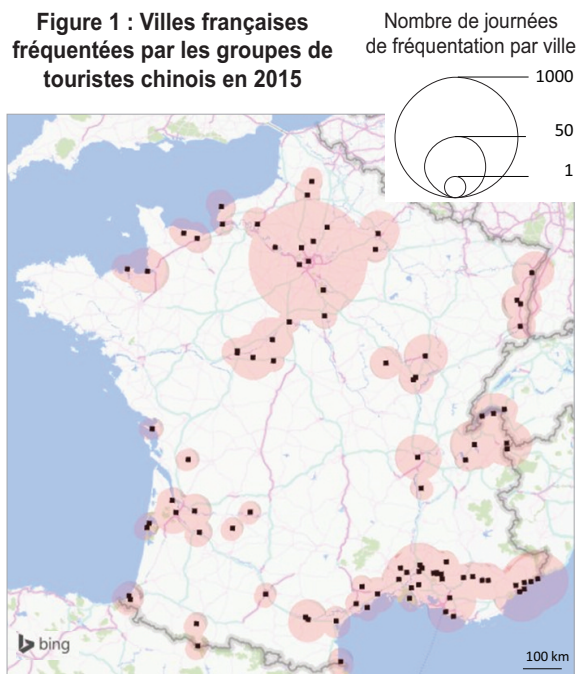 Figure 1 : Villes françaises
fréquentées par les groupes de
touristes chinois en 2015
Nombre de journées
de fréquentation par ville
1000
50
1
bing
100 km